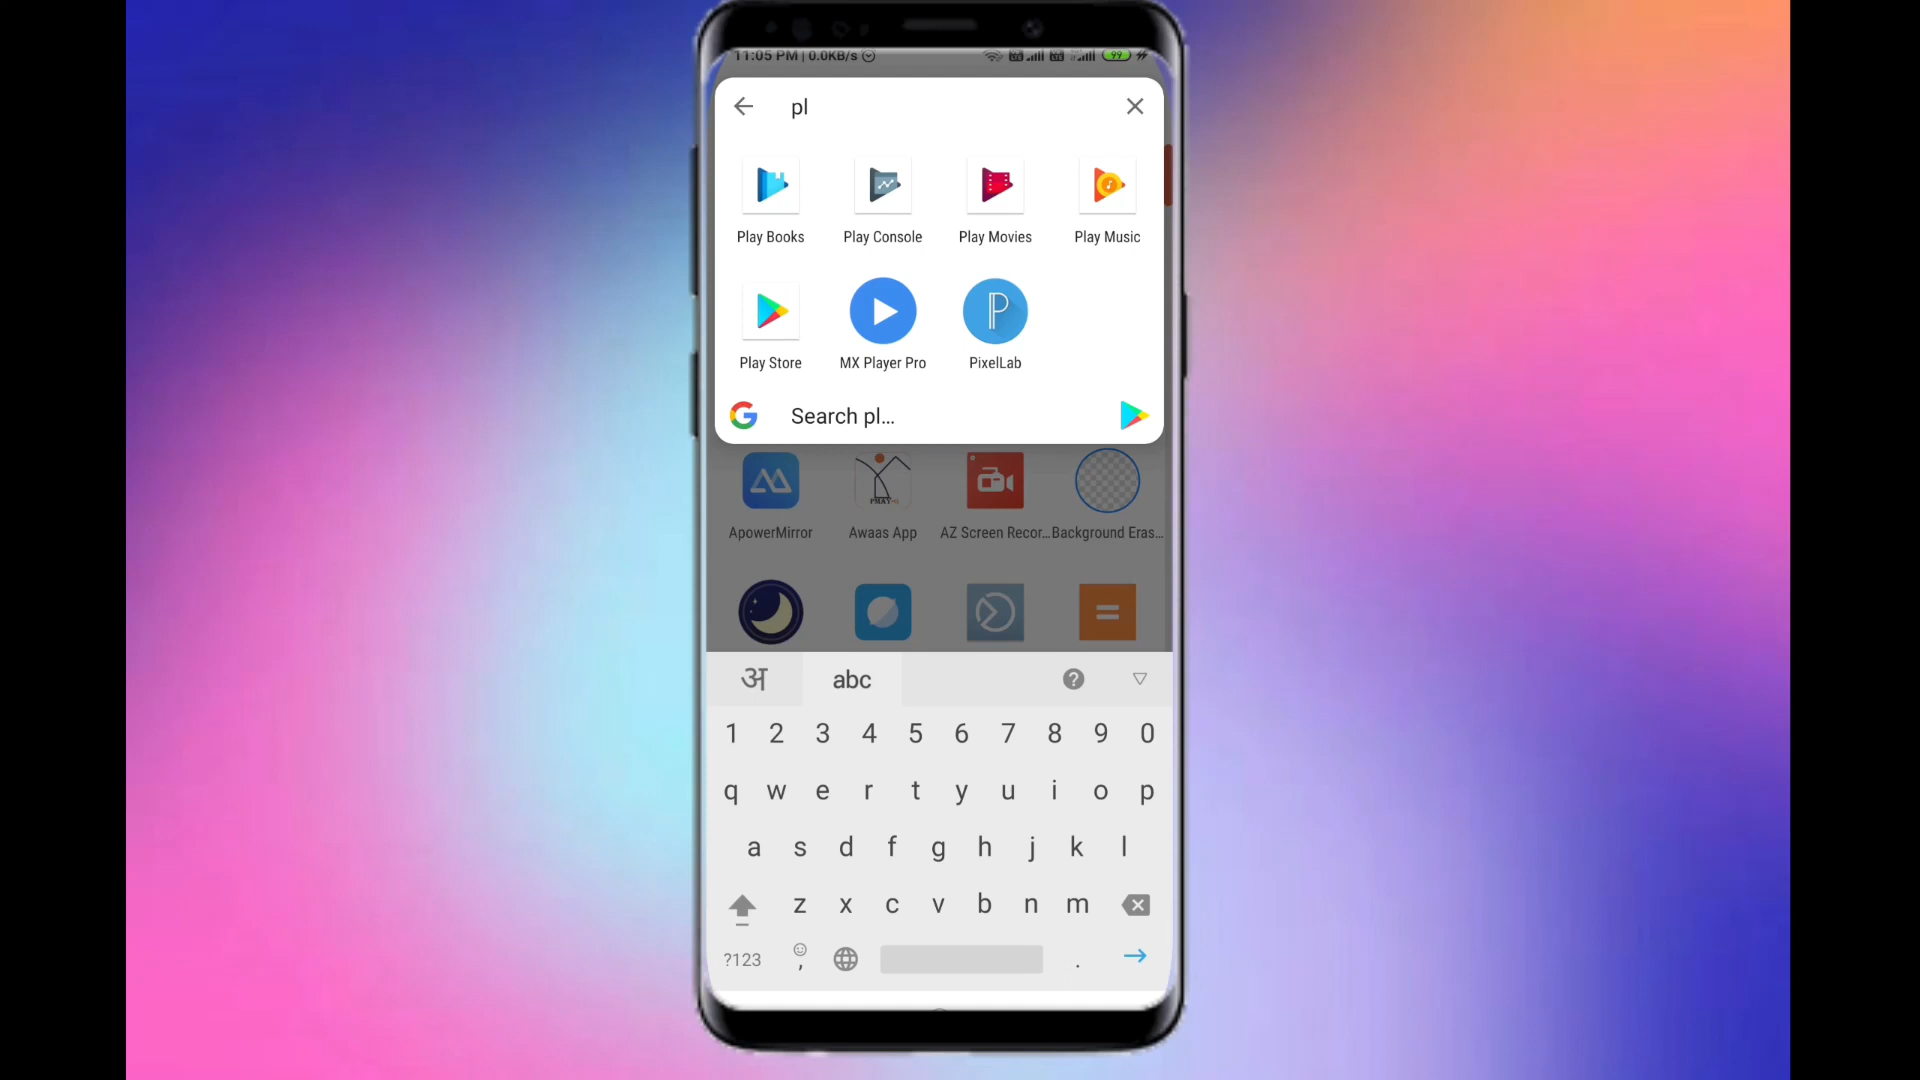 11:05 PM | 0.0KB/s
99
pl
Play Books Play Console Play Movies Play Music
Play Store MX Player Pro PixelLab
Search pl...
ApowerMirror Awaas App AZ Screen Recor... Background Eras...
अ abc
1 2 3 4 5 6 7 8 9 0
q w e r t y u i o p
a s d f g h j k l
z x c v b n m
?123 , .